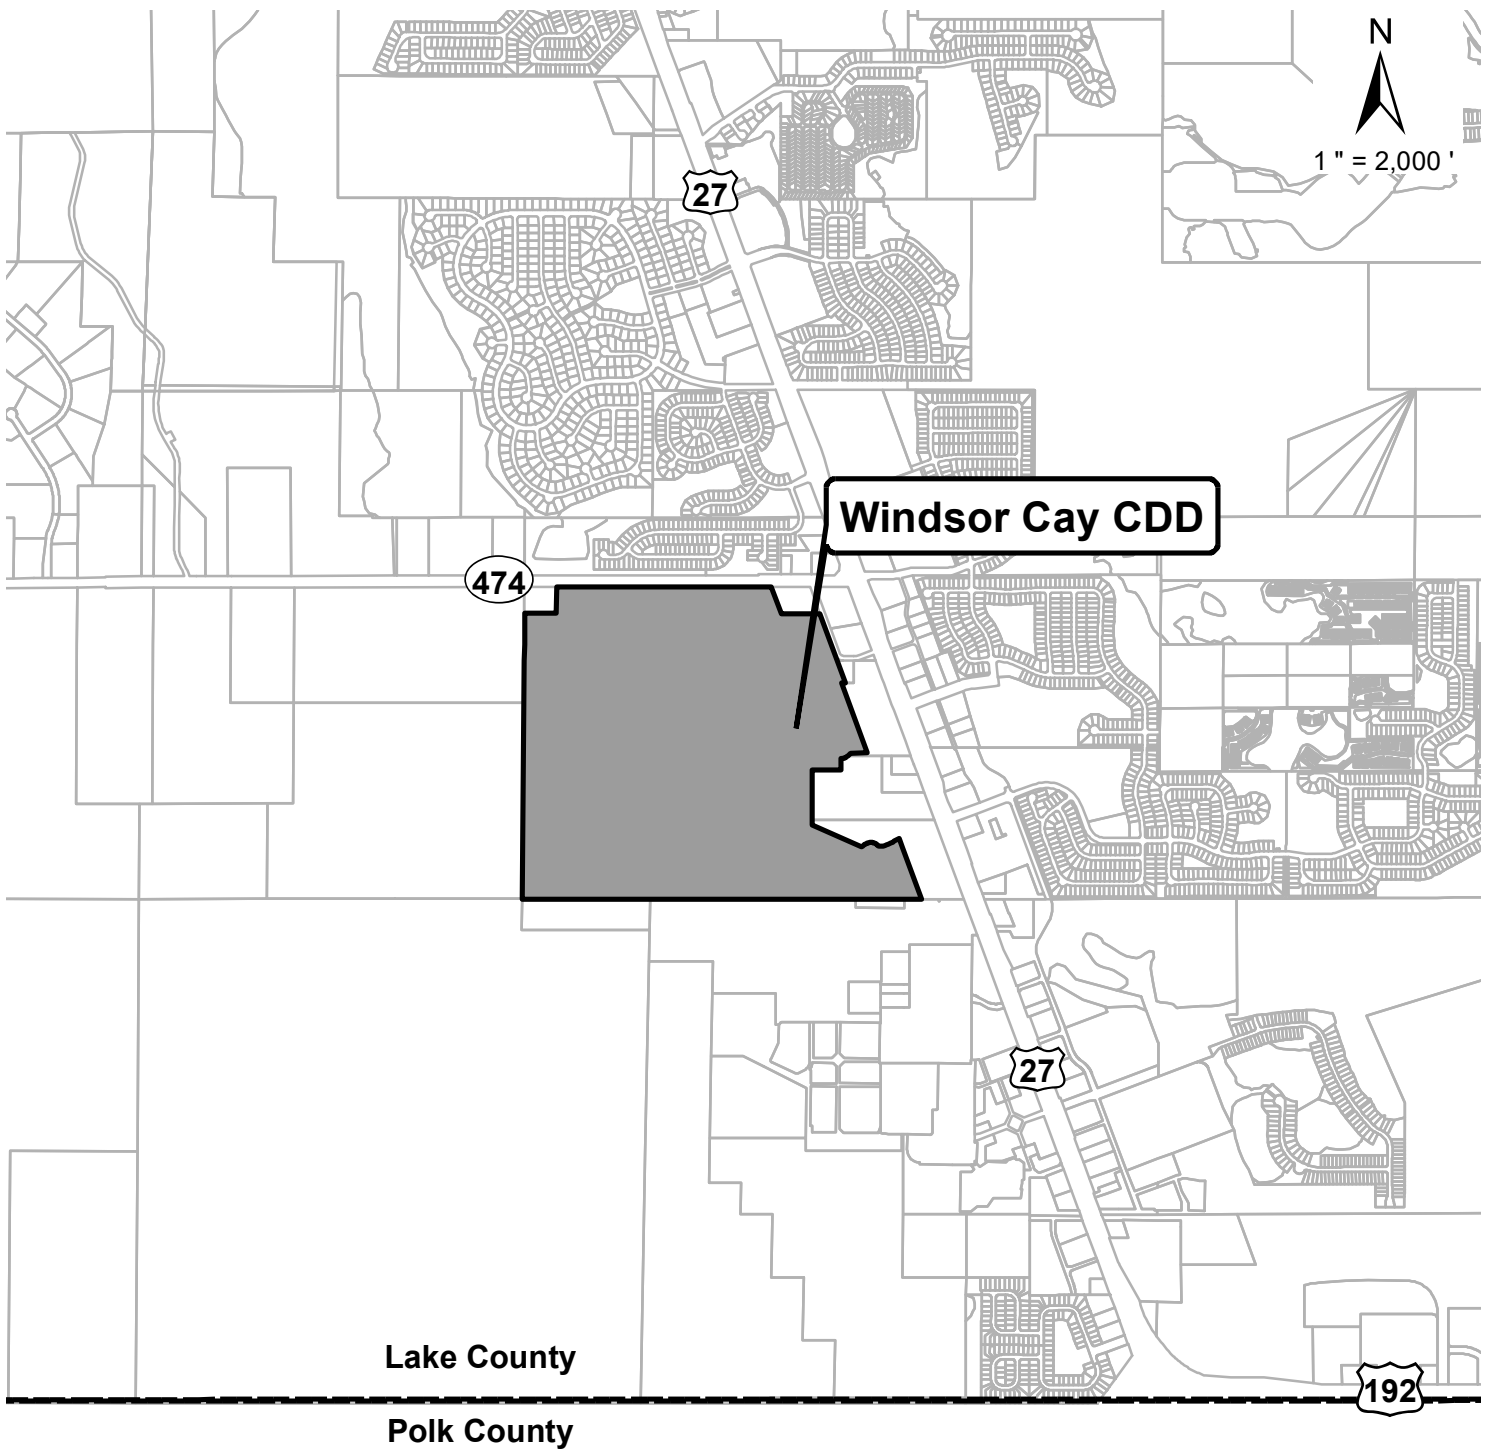 N
1 " = 2,000 '
27
Windsor Cay CDD
474
27
Lake County
192
Polk County